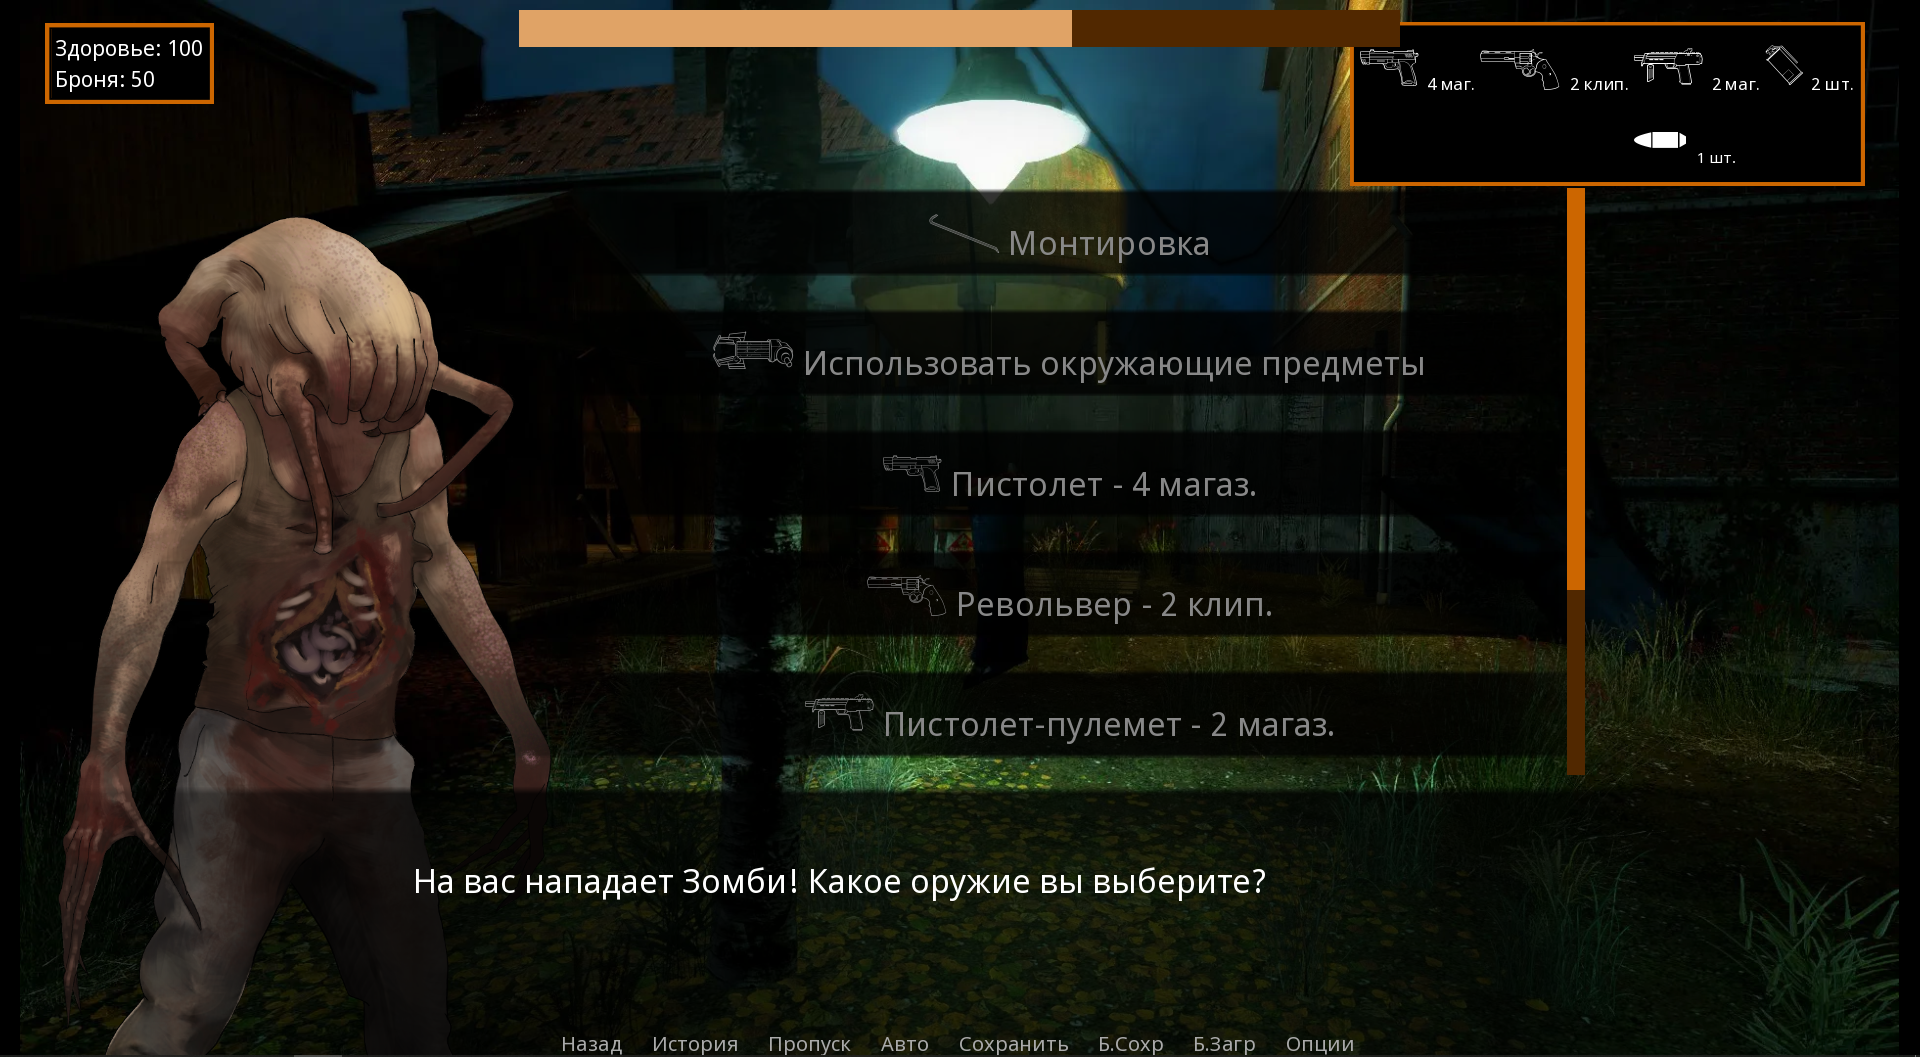 Здоровье: 100
Броня: 50
4 маг.
2 клип.
2 маг.
2 шт.
1 шт.
Монтировка
Использовать окружающие предметы
Пистолет - 4 магаз.
Револьвер - 2 клип.
Пистолет-пулемет - 2 магаз.
На вас нападает Зомби! Какое оружие вы выберите?
Назад История Пропуск Авто Сохранить Б.Сохр Б.Загр Опции